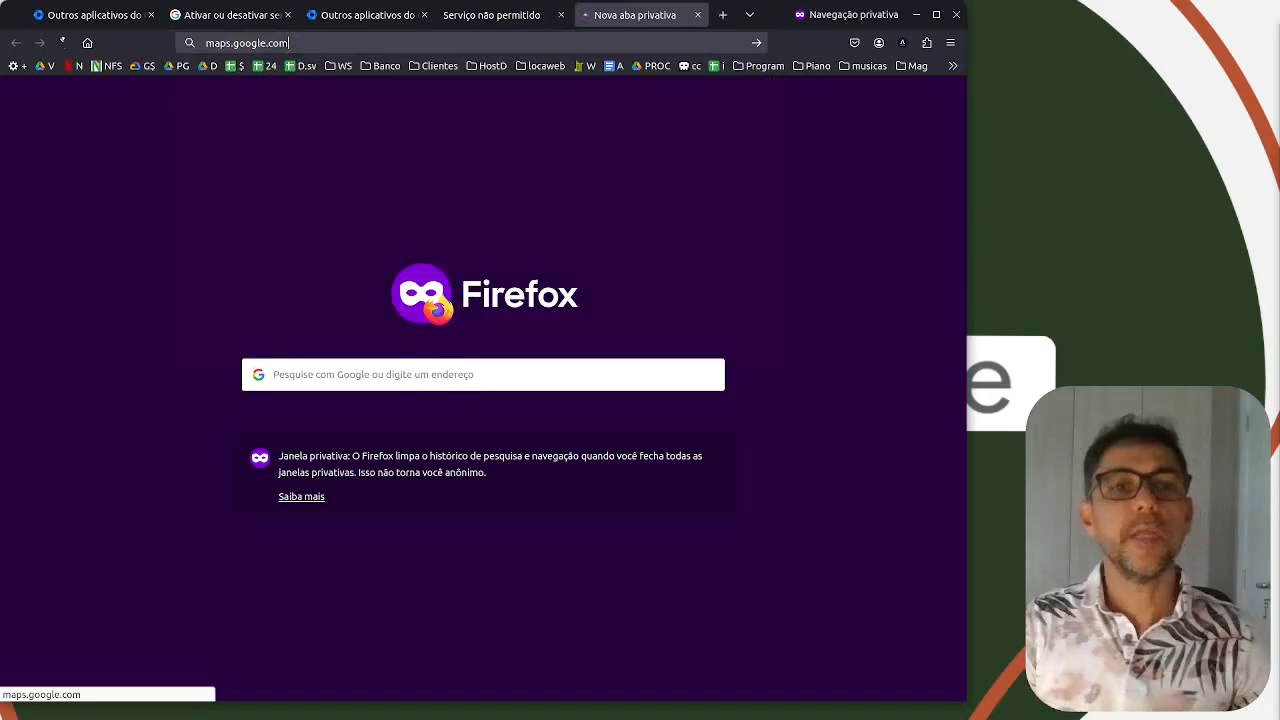 Outros aplicativos do
Ativar ou desativar se
Outros aplicativos do
Serviço não permitido
Nova aba privativa
Navegação privativa
maps.google.com
+
V
N
NFS
GS
PG
D
$
24
D.sv
WS
Banco
Clientes
HostD
locaweb
W
A
PROC
cc
i
Program
Piano
musicas
Mag
Firefox
Pesquise com Google ou digite um endereço
e
Janela privativa: O Firefox limpa o histórico de pesquisa e navegação quando você fecha todas as
janelas privativas. Isso não torna você anônimo.
Saiba mais
maps.google.com